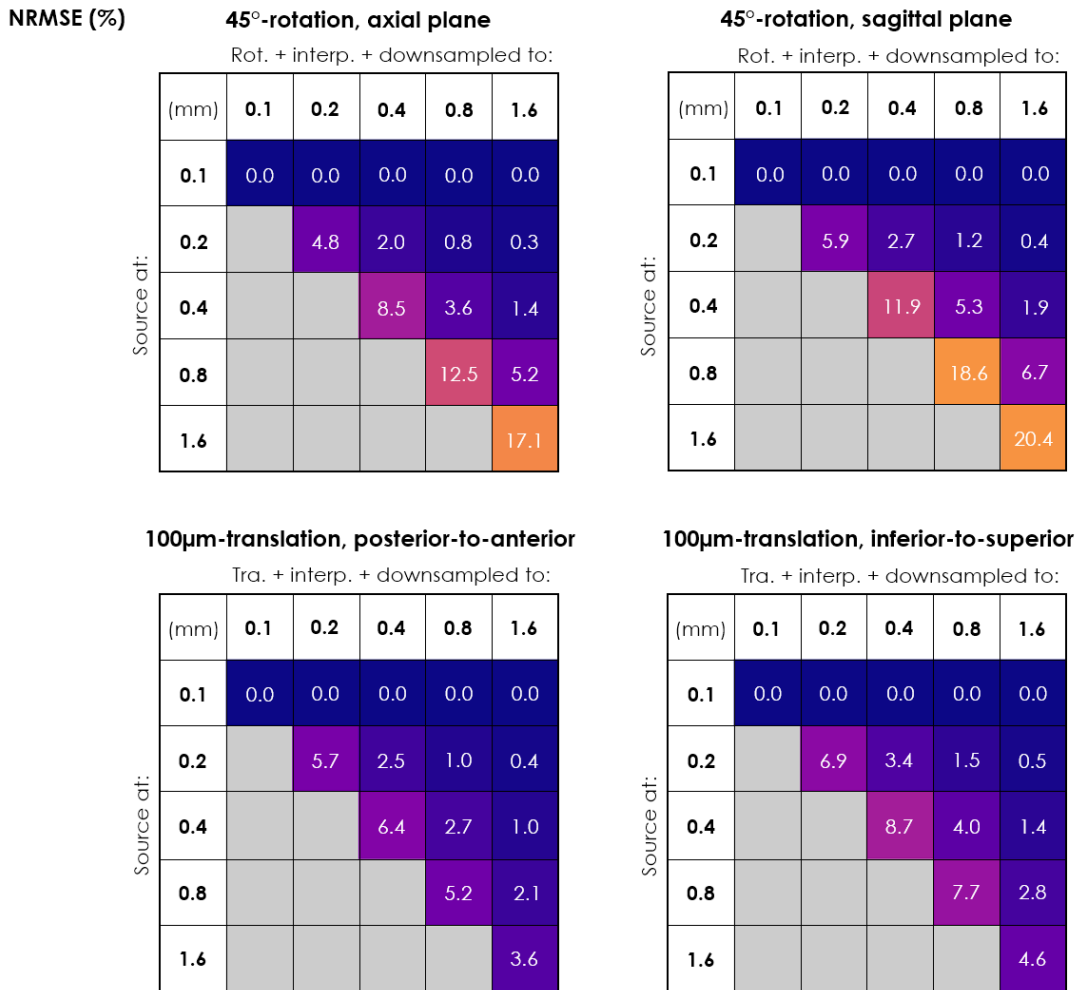 NRMSE (%)
45°-rotation, axial plane
Rot. + interp. + downsampled to:
(mm) 0.1 0.2 0.4 0.8 1.6
0.1 0.0 0.0 0.0 0.0 0.0
0.2 4.8 2.0 0.8 0.3
0.4 8.5 3.6 1.4
0.8 12.5 5.2
1.6 17.1
Source at:
45°-rotation, sagittal plane
Rot. + interp. + downsampled to:
(mm) 0.1 0.2 0.4 0.8 1.6
0.1 0.0 0.0 0.0 0.0 0.0
0.2 5.9 2.7 1.2 0.4
0.4 11.9 5.3 1.9
0.8 18.6 6.7
1.6 20.4
Source at:
100µm-translation, posterior-to-anterior
Tra. + interp. + downsampled to:
(mm) 0.1 0.2 0.4 0.8 1.6
0.1 0.0 0.0 0.0 0.0 0.0
0.2 5.7 2.5 1.0 0.4
0.4 6.4 2.7 1.0
0.8 5.2 2.1
1.6 3.6
Source at:
100µm-translation, inferior-to-superior
Tra. + interp. + downsampled to:
(mm) 0.1 0.2 0.4 0.8 1.6
0.1 0.0 0.0 0.0 0.0 0.0
0.2 6.9 3.4 1.5 0.5
0.4 8.7 4.0 1.4
0.8 7.7 2.8
1.6 4.6
Source at: